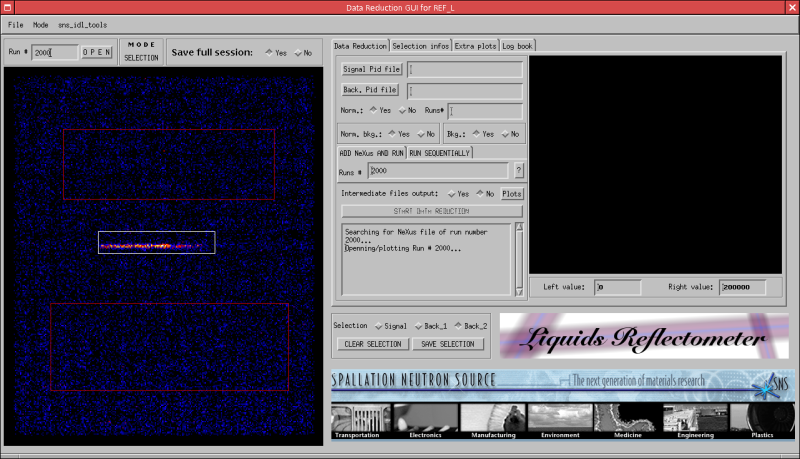 Data Reduction GUI for REF_L
File Mode sns_idl_tools
Run # 2000 OPEN
MODE
SELECTION
Save full session: Yes No
Data Reduction Selection infos Extra plots Log book
Signal Pid file
Back. Pid file
Norm.: Yes No Runs#
Norm. bkg.: Yes No Bkg.: Yes No
ADD NeXus AND RUN RUN SEQUENTIALLY
Runs # 2000 ?
Intermediate files output: Yes No Plots
START DATA REDUCTION
Searching for NeXus file of run number
2000...
Openning/plotting Run # 2000...
Left value: 0 Right value: 200000
Selection Signal Back_1 Back_2
CLEAR SELECTION SAVE SELECTION
Liquids Reflectometer
SPALLATION NEUTRON SOURCE The next generation of materials research SNS
Transportation Electronics Manufacturing Environment Medicine Engineering Plastics